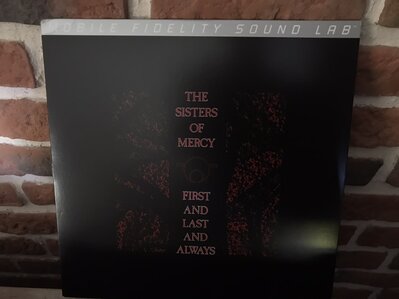 MOBILE FIDELITY SOUND LAB
THE
SISTERS
OF
MERCY
FIRST
AND
LAST
AND
ALWAYS